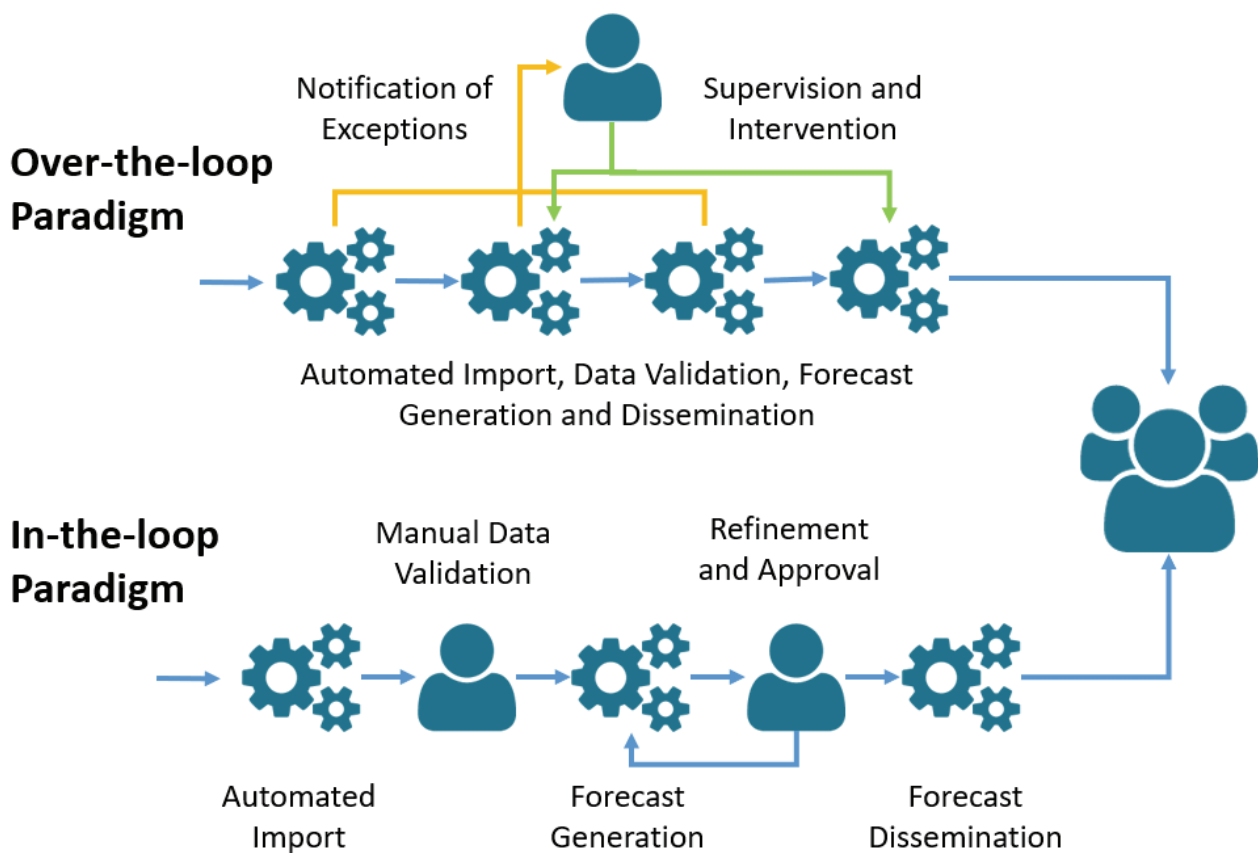 Notification of
Exceptions
Supervision and
Intervention
Over-the-loop
Paradigm
Automated Import, Data Validation, Forecast
Generation and Dissemination
In-the-loop
Paradigm
Manual Data
Validation
Refinement
and Approval
Automated
Import
Forecast
Generation
Forecast
Dissemination